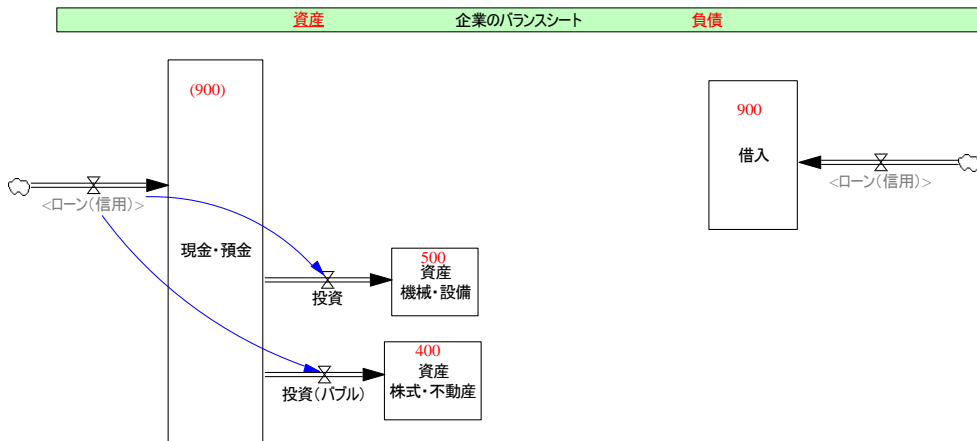 資産 企業のバランスシート 負債
(900)
900
借入
<ローン(信用)>
<ローン(信用)>
現金・預金
500
資産
機械・設備
投資
400
資産
株式・不動産
投資(バブル)